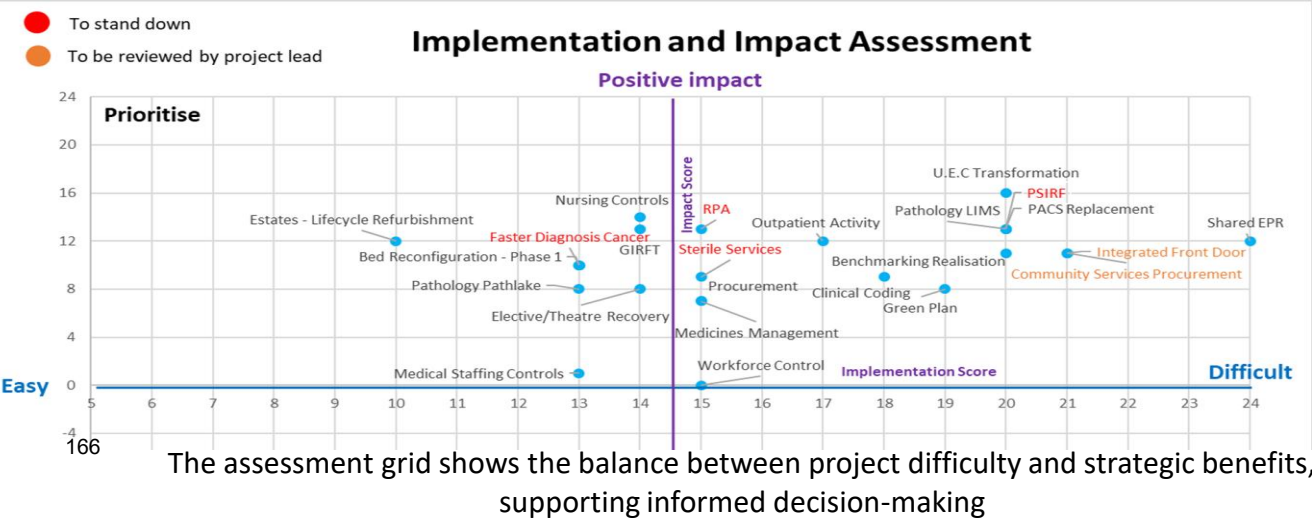 To stand down
To be reviewed by project lead
Implementation and Impact Assessment
Positive impact
24
Prioritise
20
16
12
8
4
0
-4
Impact Score
U.E.C Transformation
PSIRF
Nursing Controls
RPA
Pathology LIMS
PACS Replacement
Estates - Lifecycle Refurbishment
Outpatient Activity
Shared EPR
Faster Diagnosis Cancer
GIRFT
Sterile Services
Integrated Front Door
Bed Reconfiguration - Phase 1
Benchmarking Realisation
Community Services Procurement
Pathology Pathlake
Procurement
Clinical Coding
Green Plan
Elective/Theatre Recovery
Medicines Management
Workforce Control
Medical Staffing Controls
Implementation Score
Easy
Difficult
5 6 7 8 9 10 11 12 13 14 15 16 17 18 19 20 21 22 23 24
166
The assessment grid shows the balance between project difficulty and strategic benefits,
supporting informed decision-making